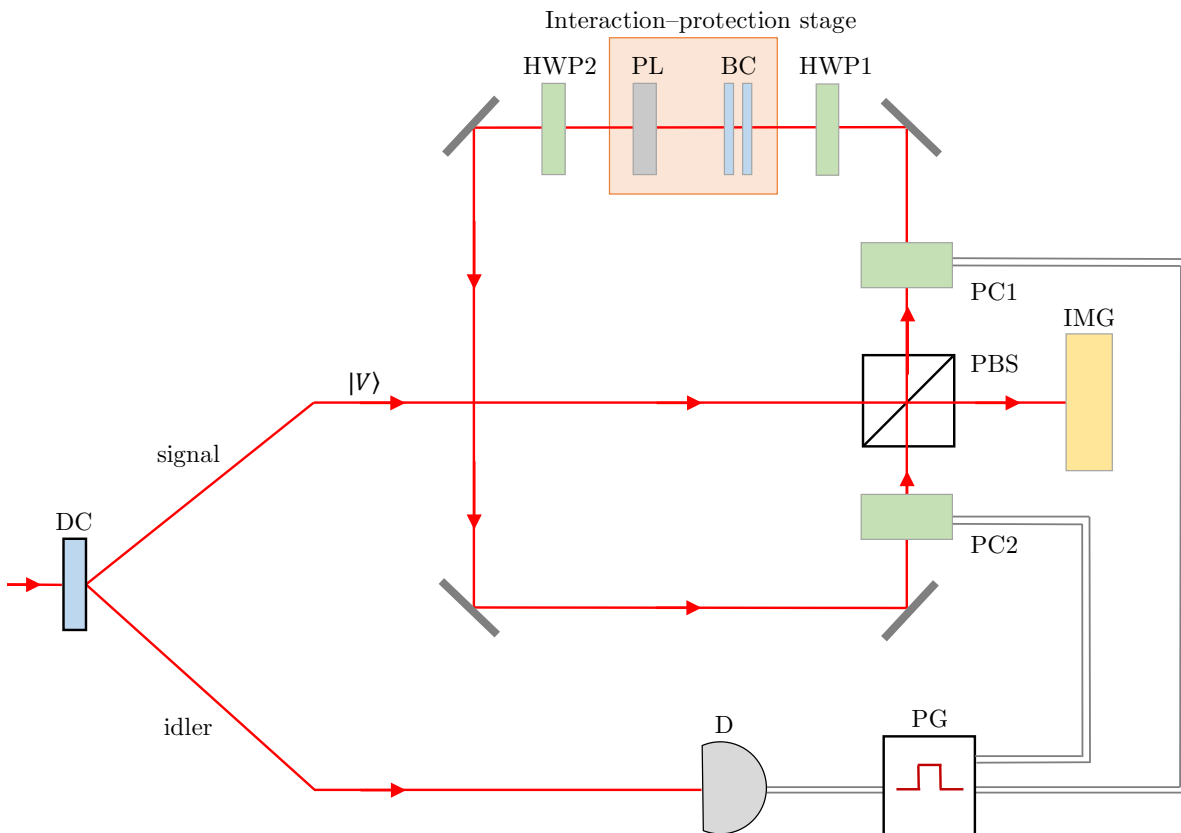 Interaction–protection stage
HWP2
PL
BC
HWP1
PC1
IMG
PBS
|V⟩
signal
DC
PC2
idler
D
PG